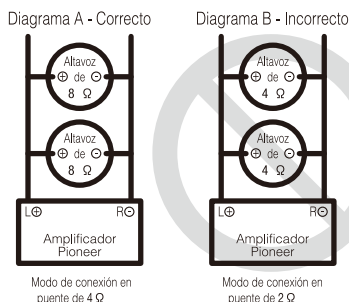 Diagrama A - Correcto
Altavoz
⊕ de ⊖
8 Ω
Altavoz
⊕ de ⊖
8 Ω
L⊕ R⊖
Amplificador
Pioneer
Modo de conexión en
puente de 4 Ω
Diagrama B - Incorrecto
Altavoz
⊕ de ⊖
4 Ω
Altavoz
⊕ de ⊖
4 Ω
L⊕ R⊖
Amplificador
Pioneer
Modo de conexión en
puente de 2 Ω